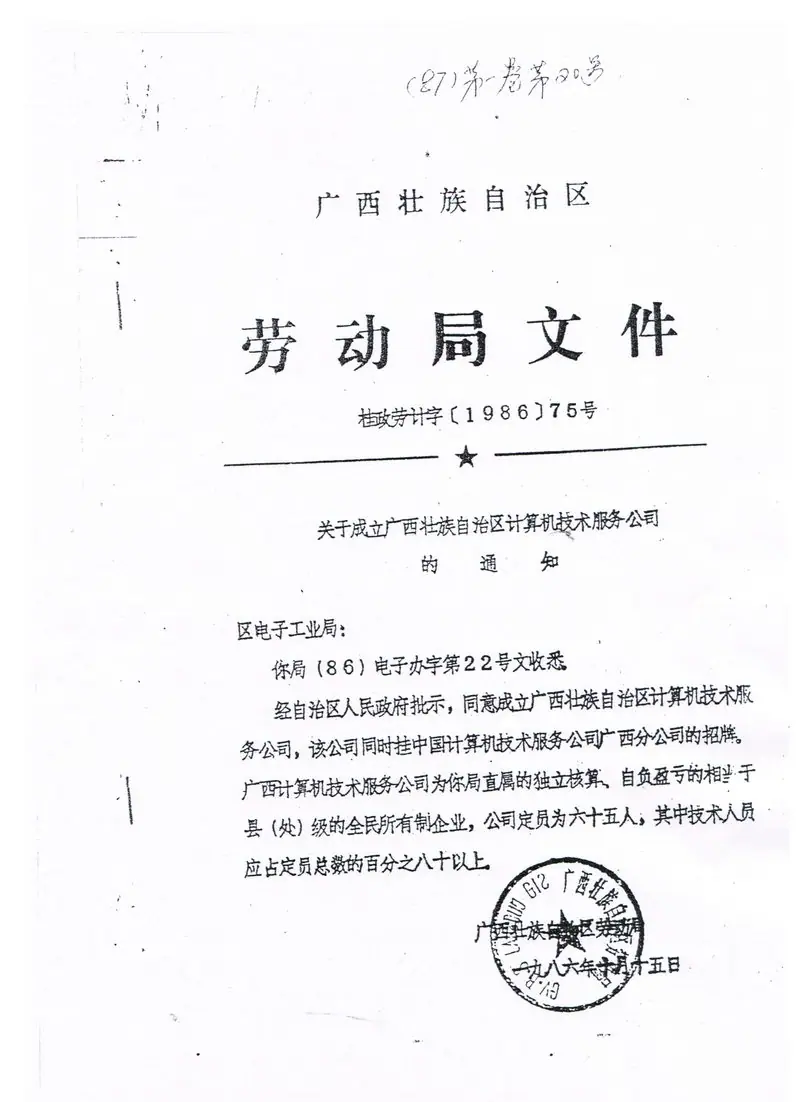 (87)第一卷第20号
广西壮族自治区
劳动局文件
桂政劳计字〔1986〕75号
关于成立广西壮族自治区计算机技术服务公司
的通知
区电子工业局：
你局(86)电子办字第22号文收悉。
经自治区人民政府批示，同意成立广西壮族自治区计算机技术服
务公司，该公司同时挂中国计算机技术服务公司广西分公司的招牌。
广西计算机技术服务公司为你局直属的独立核算、自负盈亏的相当于
县(处)级的全民所有制企业，公司定员为六十五人，其中技术人员
应占定员总数的百分之八十以上。
广西壮族自治区劳动局
一九八六年十月十五日